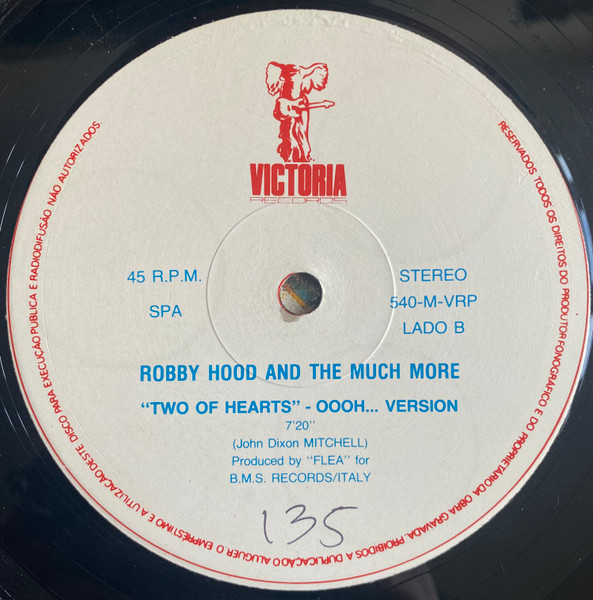 VICTORIA
RECORDS
45 R.P.M.
STEREO
540-M-VRP
SPA
LADO B
ROBBY HOOD AND THE MUCH MORE
“TWO OF HEARTS” - OOOH... VERSION
7'20''
(John Dixon MITCHELL)
Produced by “FLEA” for
B.M.S. RECORDS/ITALY
135
RESERVADOS TODOS OS DIREITOS DO PRODUTOR FONOGRÁFICO E DO PROPRIETÁRIO DA OBRA GRAVADA. PROIBIDOS A DUPLICAÇÃO O ALUGUER O EMPRÉSTIMO E A UTILIZAÇÃO DESTE DISCO PARA EXECUÇÃO PÚBLICA E RADIODIFUSÃO NÃO AUTORIZADOS.